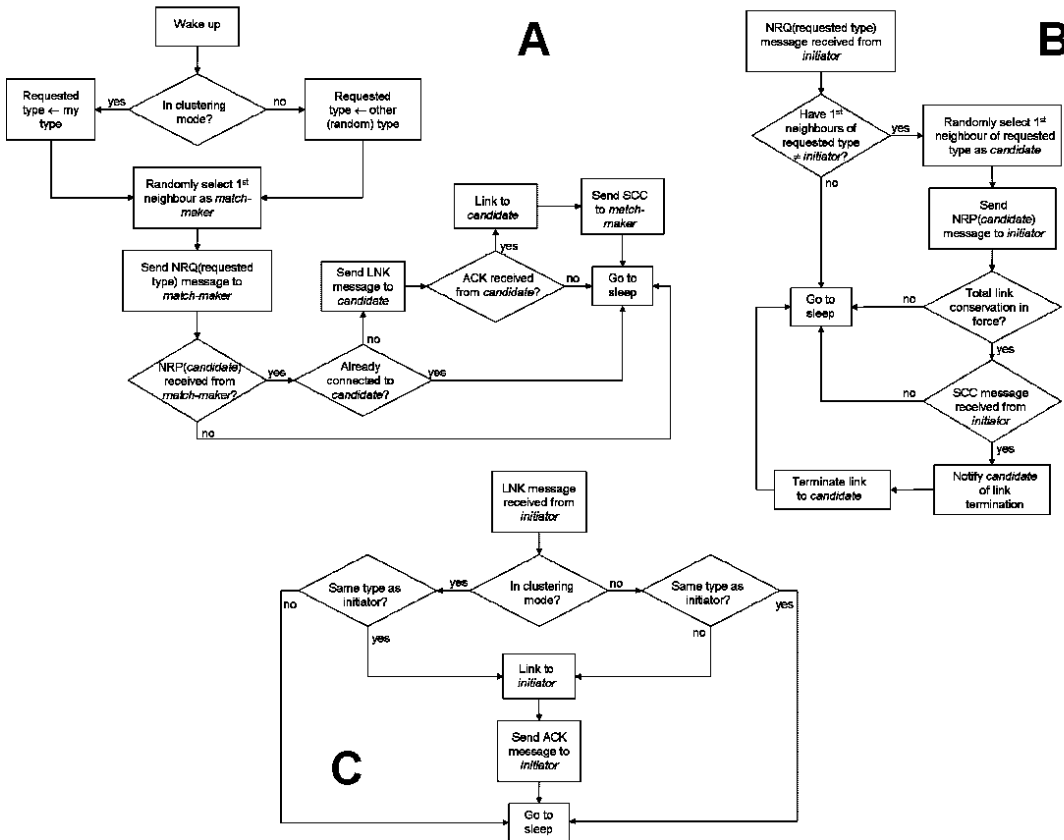 Wake up
A
In clustering
mode?
yes
no
Requested
type ← my
type
Requested
type ← other
(random) type
Randomly select 1st
neighbour as match-
maker
Send NRQ(requested
type) message to
match-maker
NRP(candidate)
received from
match-maker?
yes
no
Already
connected to
candidate?
no
yes
Send LNK
message to
candidate
ACK received
from candidate?
yes
no
Link to
candidate
Send SCC
to match-
maker
Go to
sleep
B
NRQ(requested type)
message received from
initiator
Have 1st
neighbours of
requested type
≠ initiator?
yes
no
Randomly select 1st
neighbour of requested
type as candidate
Send
NRP(candidate)
message to initiator
Total link
conservation in
force?
no
yes
Go to
sleep
SCC message
received from
initiator
no
yes
Notify candidate
of link
termination
Terminate link
to candidate
LNK message
received from
initiator
In clustering
mode?
yes
no
Same type as
initiator?
no
yes
Same type as
initiator?
yes
no
Link to
initiator
Send ACK
message to
initiator
C
Go to
sleep